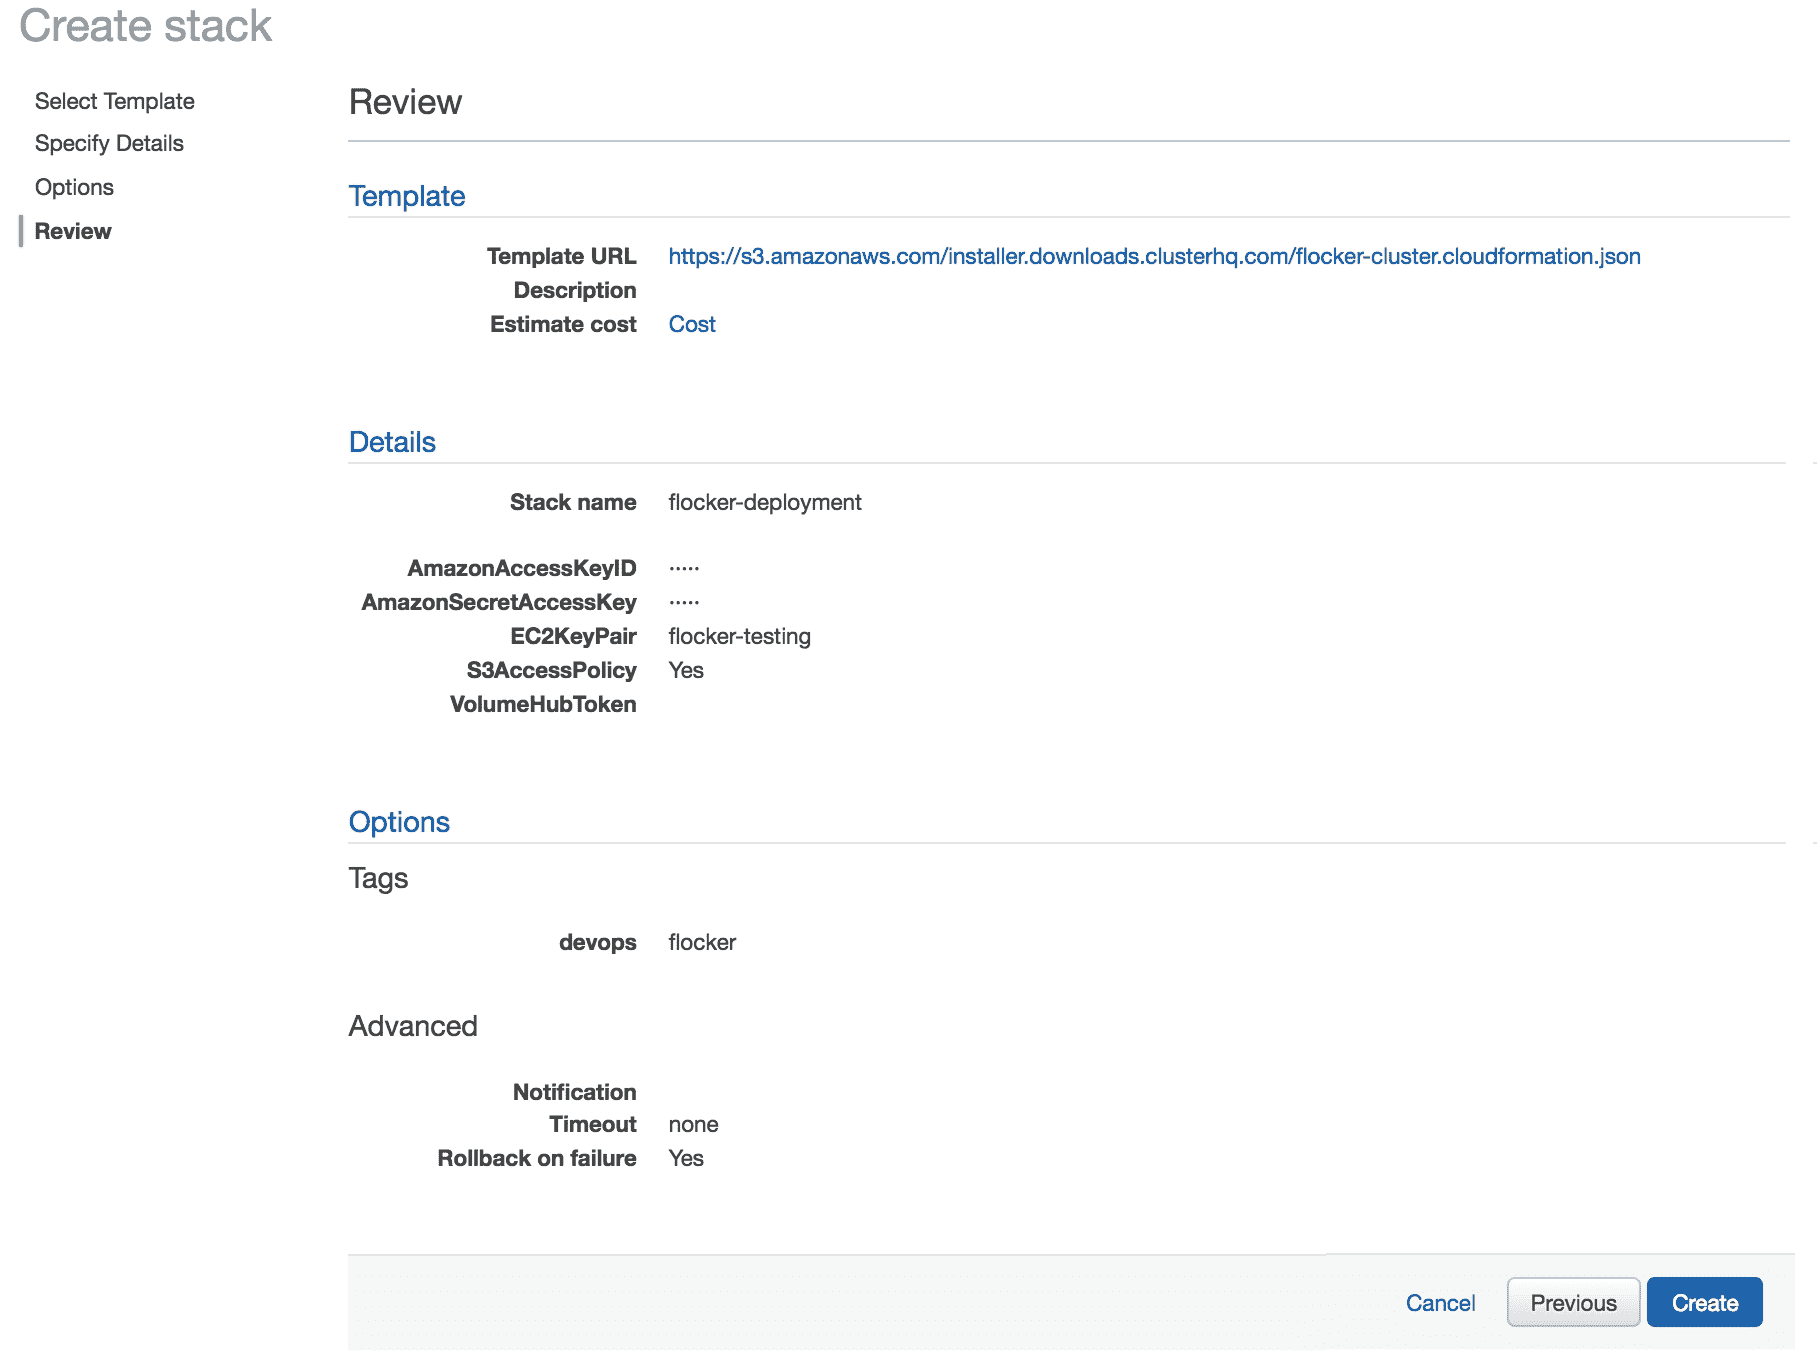 Create stack
Select Template
Specify Details
Options
Review
Review
Template
Template URL https://s3.amazonaws.com/installer.downloads.clusterhq.com/flocker-cluster.cloudformation.json
Description
Estimate cost Cost
Details
Stack name flocker-deployment
AmazonAccessKeyID .....
AmazonSecretAccessKey .....
EC2KeyPair flocker-testing
S3AccessPolicy Yes
VolumeHubToken
Options
Tags
devops flocker
Advanced
Notification
Timeout none
Rollback on failure Yes
Cancel Previous Create